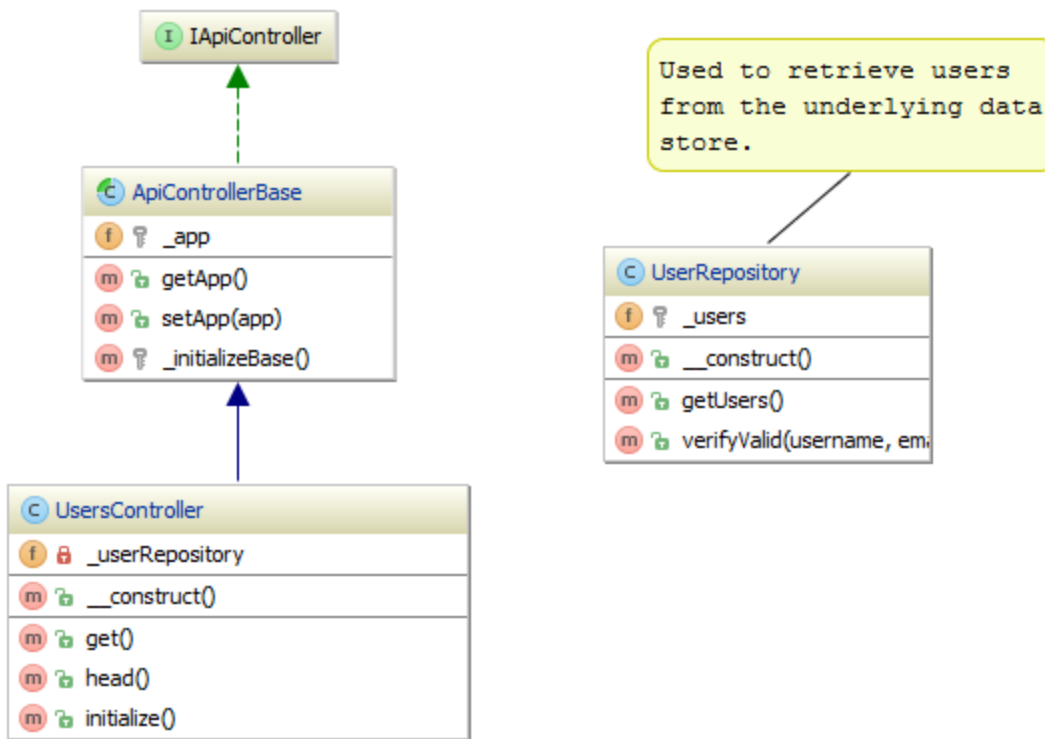 I IApiController
C ApiControllerBase
f _app
m getApp()
m setApp(app)
m _initializeBase()
C UsersController
f _userRepository
m __construct()
m get()
m head()
m initialize()
Used to retrieve users
from the underlying data
store.
C UserRepository
f _users
m __construct()
m getUsers()
m verifyValid(username,